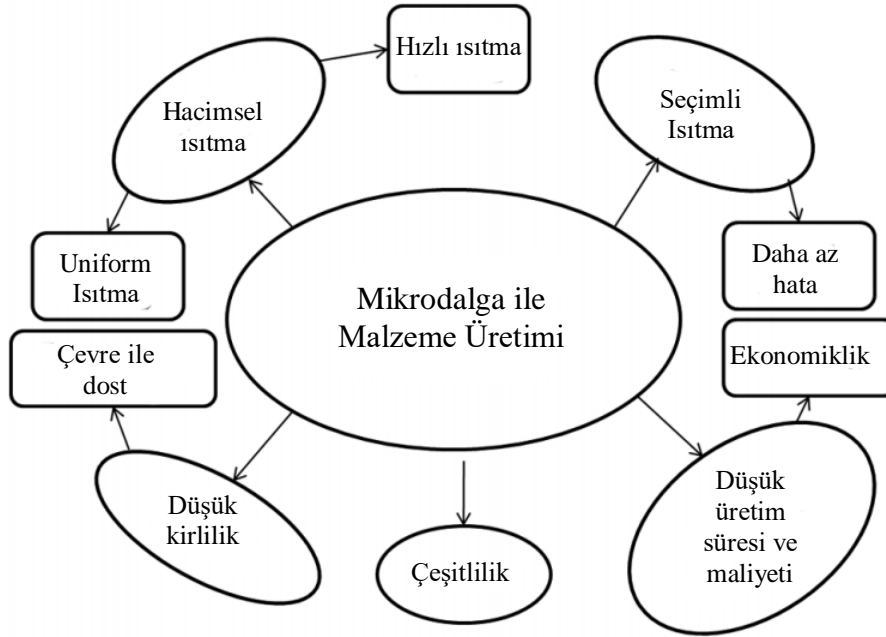 Hızlı ısıtma
Hacimsel
ısıtma
Seçimli
Isıtma
Uniform
Isıtma
Daha az
hata
Mikrodalga ile
Malzeme Üretimi
Çevre ile
dost
Ekonomiklik
Düşük
kirlilik
Çeşitlilik
Düşük
üretim
süresi ve
maliyeti